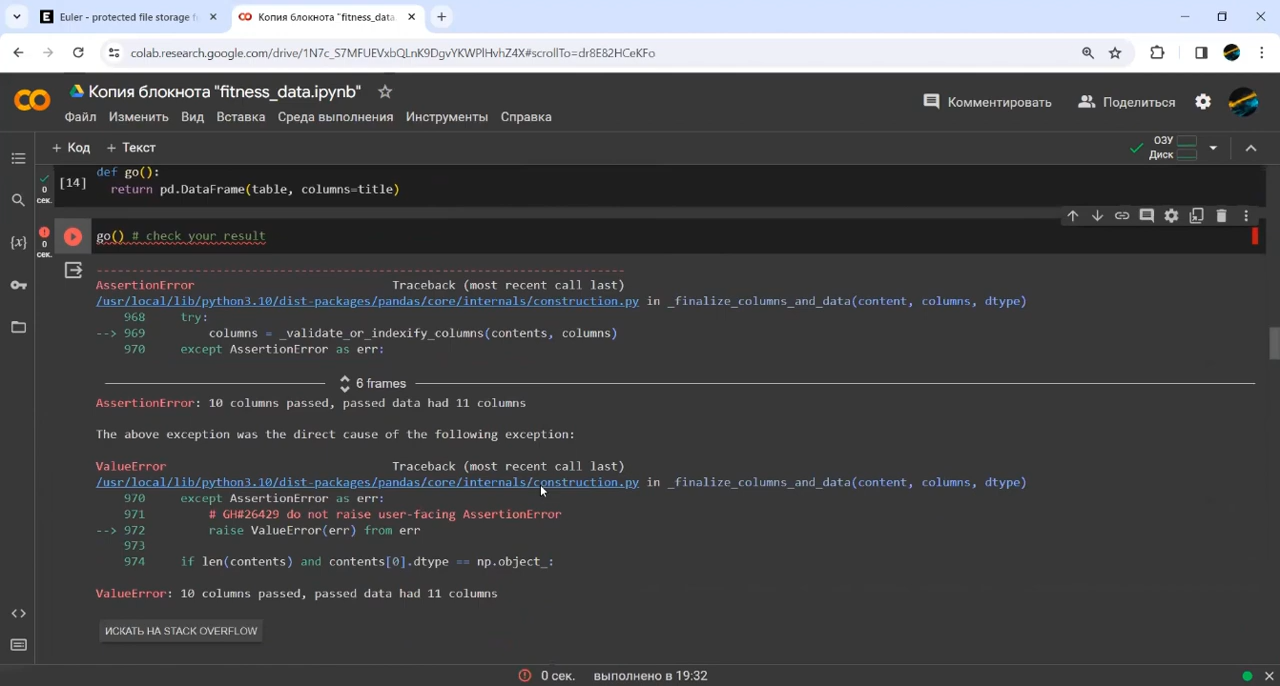 Euler - protected file storage f
Копия блокнота "fitness_data.
colab.research.google.com/drive/1N7c_S7MFUEVxbQLnK9DgvYKWPlHvhZ4X#scrollTo=dr8E82HCeKFo
Копия блокнота "fitness_data.ipynb"
Комментировать
Поделиться
Файл Изменить Вид Вставка Среда выполнения Инструменты Справка
+ Код + Текст
ОЗУ
Диск
0
сек.
[14]
def go():
return pd.DataFrame(table, columns=title)
0
сек.
go() # check your result
---------------------------------------------------------------------------
AssertionError Traceback (most recent call last)
/usr/local/lib/python3.10/dist-packages/pandas/core/internals/construction.py in _finalize_columns_and_data(content, columns, dtype)
968 try:
--> 969 columns = _validate_or_indexify_columns(contents, columns)
970 except AssertionError as err:
6 frames
AssertionError: 10 columns passed, passed data had 11 columns
The above exception was the direct cause of the following exception:
ValueError Traceback (most recent call last)
/usr/local/lib/python3.10/dist-packages/pandas/core/internals/construction.py in _finalize_columns_and_data(content, columns, dtype)
970 except AssertionError as err:
971 # GH#26429 do not raise user-facing AssertionError
--> 972 raise ValueError(err) from err
973
974 if len(contents) and contents[0].dtype == np.object_:
ValueError: 10 columns passed, passed data had 11 columns
ИСКАТЬ НА STACK OVERFLOW
0 сек. выполнено в 19:32